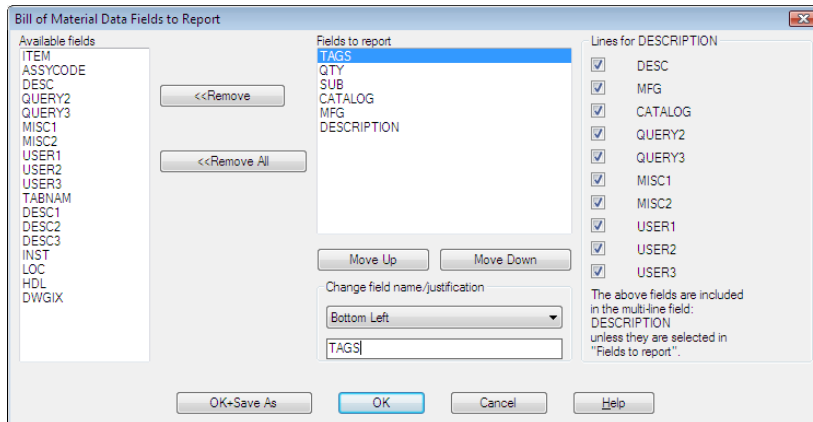 Bill of Material Data Fields to Report
Available fields
ITEM
ASSYCODE
DESC
QUERY2
QUERY3
MISC1
MISC2
USER1
USER2
USER3
TABNAM
DESC1
DESC2
DESC3
INST
LOC
HDL
DWGIX
<<Remove
<<Remove All
Fields to report
TAGS
QTY
SUB
CATALOG
MFG
DESCRIPTION
Move Up
Move Down
Change field name/justification
Bottom Left
TAGS
Lines for DESCRIPTION
DESC
MFG
CATALOG
QUERY2
QUERY3
MISC1
MISC2
USER1
USER2
USER3
The above fields are included
in the multi-line field:
DESCRIPTION
unless they are selected in
"Fields to report".
OK+Save As
OK
Cancel
Help